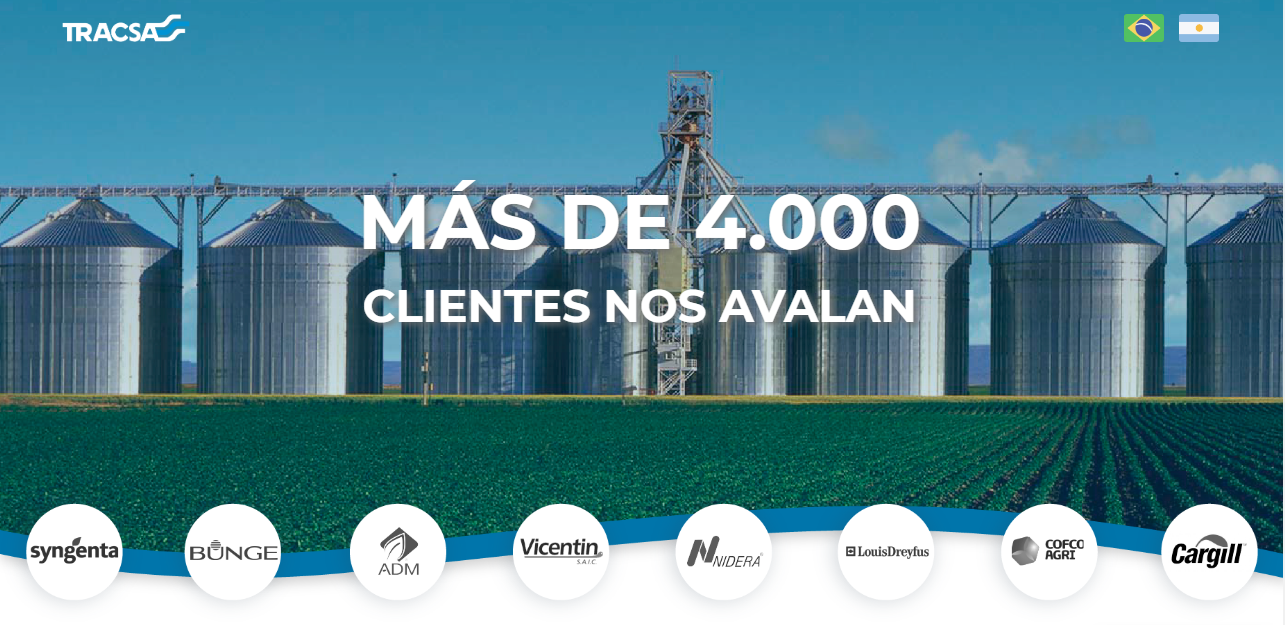 TRACSA
MÁS DE 4.000
CLIENTES NOS AVALAN
syngenta
BUNGE
ADM
Vicentin
S.A.I.C.
NIDERA
LouisDreyfus
COFCO
AGRI
Cargill